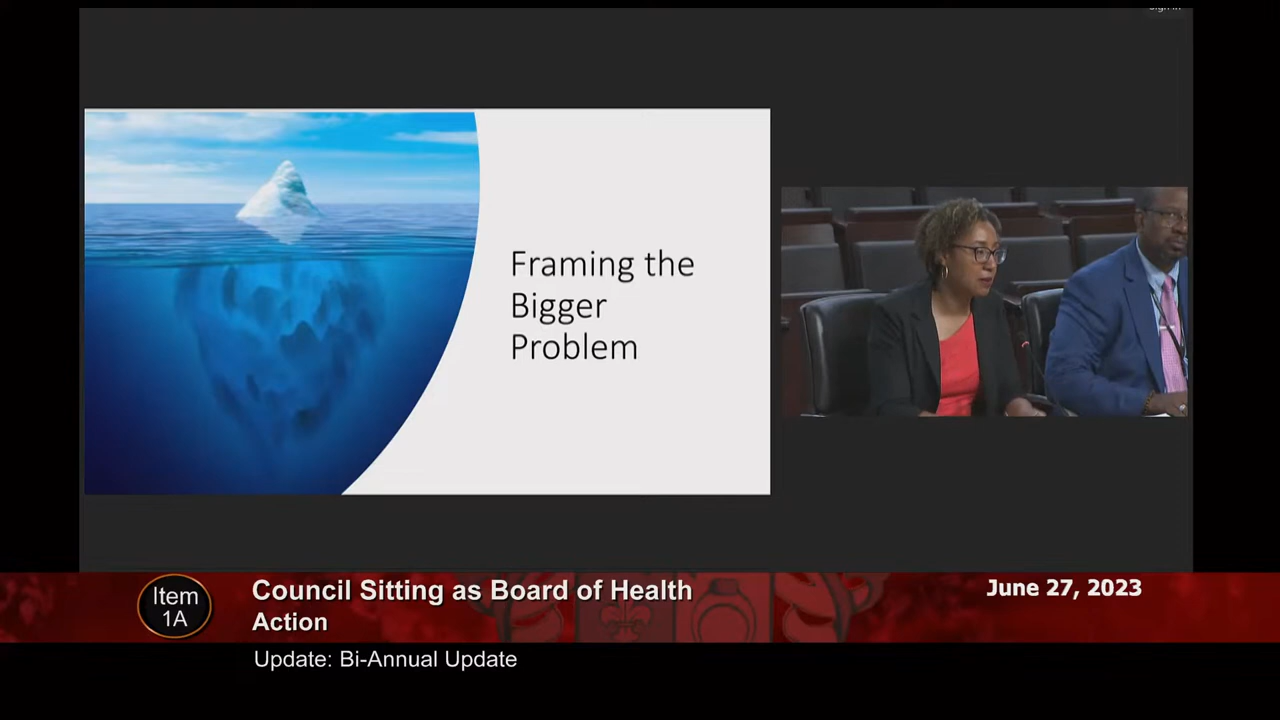 Framing the
Bigger
Problem
Item
1A
Council Sitting as Board of Health
Action
June 27, 2023
Update: Bi-Annual Update